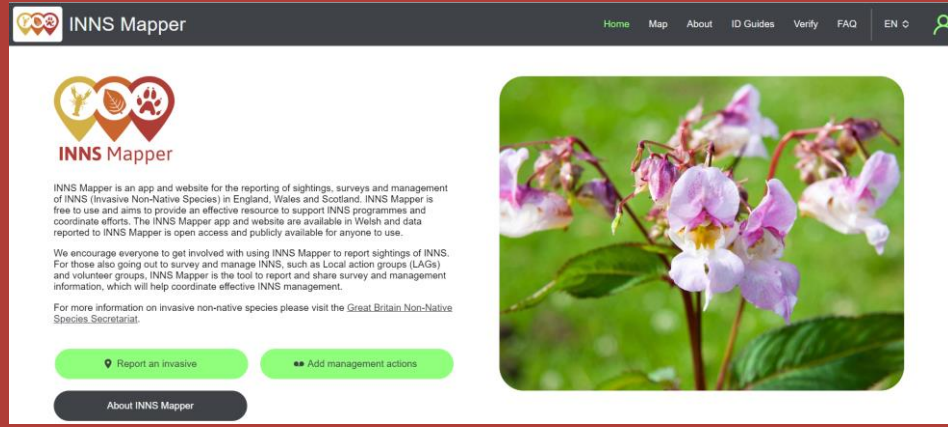 INNS Mapper
Home Map About ID Guides Verify FAQ EN
INNS Mapper
INNS Mapper is an app and website for the reporting of sightings, surveys and management
of INNS (Invasive Non-Native Species) in England, Wales and Scotland. INNS Mapper is
free to use and aims to provide an effective resource to support INNS programmes and
coordinate efforts. The INNS Mapper app and website are available in Welsh and data
reported to INNS Mapper is open access and publicly available for anyone to use.
We encourage everyone to get involved with using INNS Mapper to report sightings of INNS.
For those also going out to survey and manage INNS, such as Local action groups (LAGs)
and volunteer groups, INNS Mapper is the tool to report and share survey and management
information, which will help coordinate effective INNS management.
For more information on invasive non-native species please visit the Great Britain Non-Native
Species Secretariat.
Report an invasive
Add management actions
About INNS Mapper